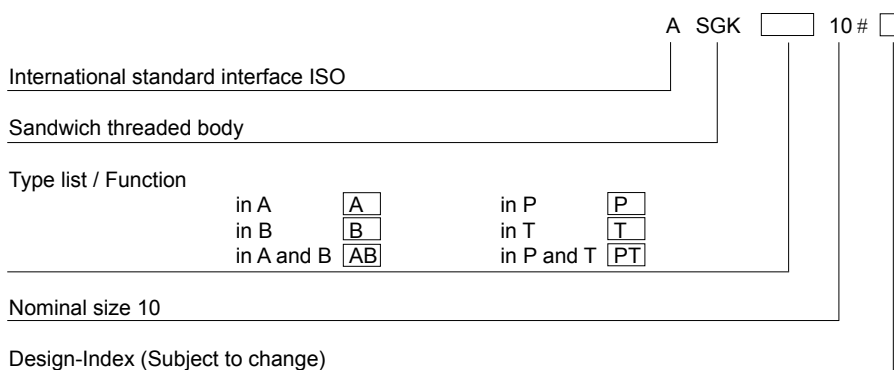 A SGK 10 #
International standard interface ISO
Sandwich threaded body
Type list / Function
in A A in P P
in B B in T T
in A and B AB in P and T PT
Nominal size 10
Design-Index (Subject to change)